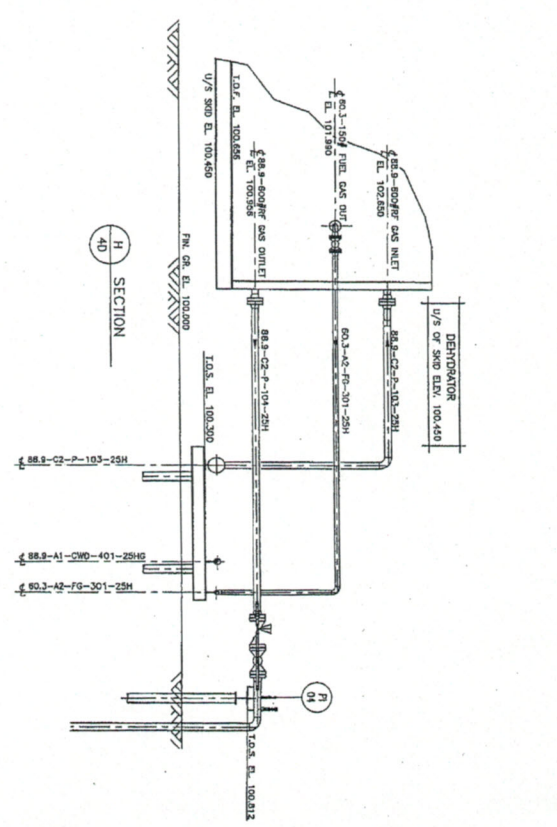 DEHYDRATOR
U/S OF SKID ELEV. 100.450
℄ 88.9-600#RF GAS INLET
EL 102.650
℄ 60.3-150# FUEL GAS OUT
EL 101.990
℄ 88.9-600#RF GAS OUTLET
EL 100.956
T.O.F. EL 100.656
U/S SKID EL 100.450
88.9-C2-P-103-25H
60.3-A2-FG-301-25H
88.9-C2-P-104-25H
PI
04
T.O.S. EL 100.812
T.O.S. EL 100.300
FIN. GR. EL 100.000
℄ 88.9-C2-P-103-25H
℄ 88.9-A1-CWD-401-25HG
℄ 60.3-A2-FG-301-25H
H
4D
SECTION